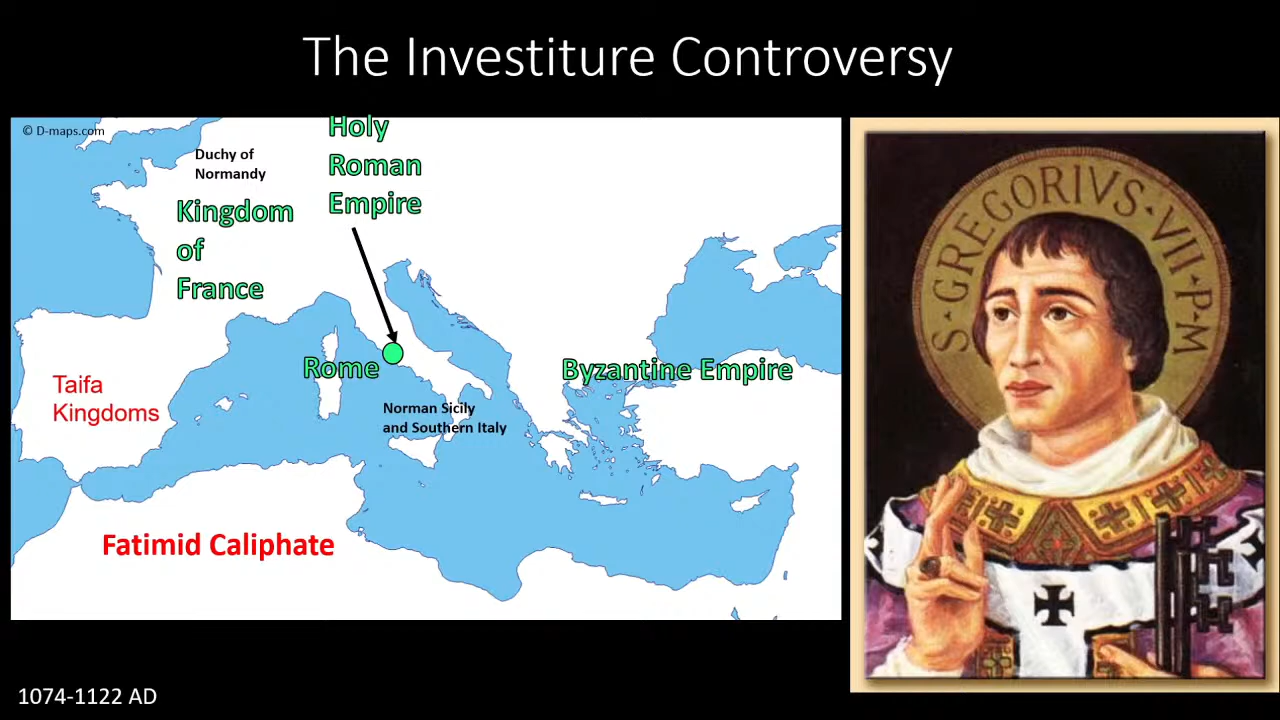 The Investiture Controversy
© D-maps.com
Holy
Roman
Empire
Duchy of
Normandy
Kingdom
of
France
Rome
Byzantine Empire
Taifa
Kingdoms
Norman Sicily
and Southern Italy
Fatimid Caliphate
S·GREGORIVS·VII·P·M
1074-1122 AD